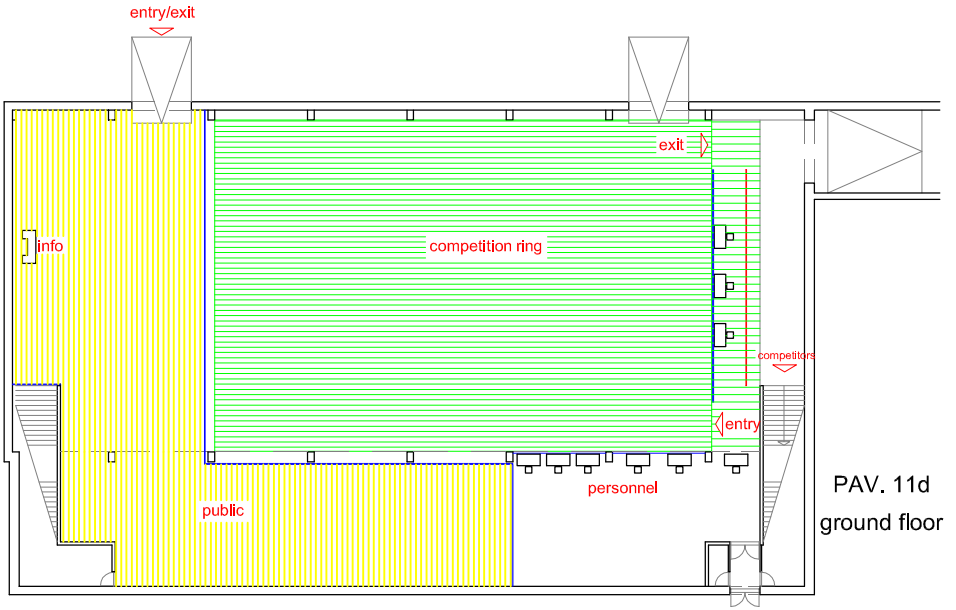 entry/exit
exit
info
competition ring
competitors
entry
personnel
public
PAV. 11d
ground floor